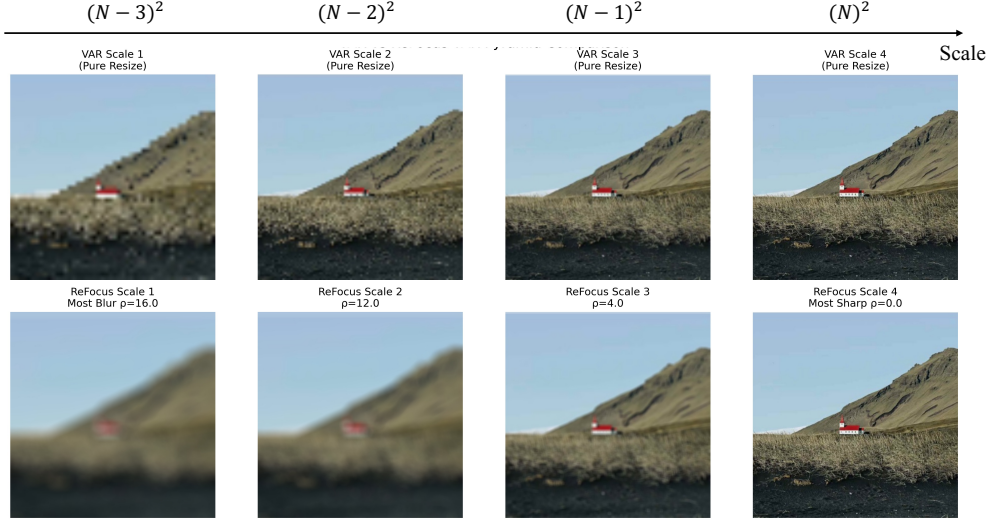 (N − 3)²
(N − 2)²
(N − 1)²
(N)²
Scale
VAR Scale 1
(Pure Resize)
VAR Scale 2
(Pure Resize)
VAR Scale 3
(Pure Resize)
VAR Scale 4
(Pure Resize)
ReFocus Scale 1
Most Blur ρ=16.0
ReFocus Scale 2
ρ=12.0
ReFocus Scale 3
ρ=4.0
ReFocus Scale 4
Most Sharp ρ=0.0